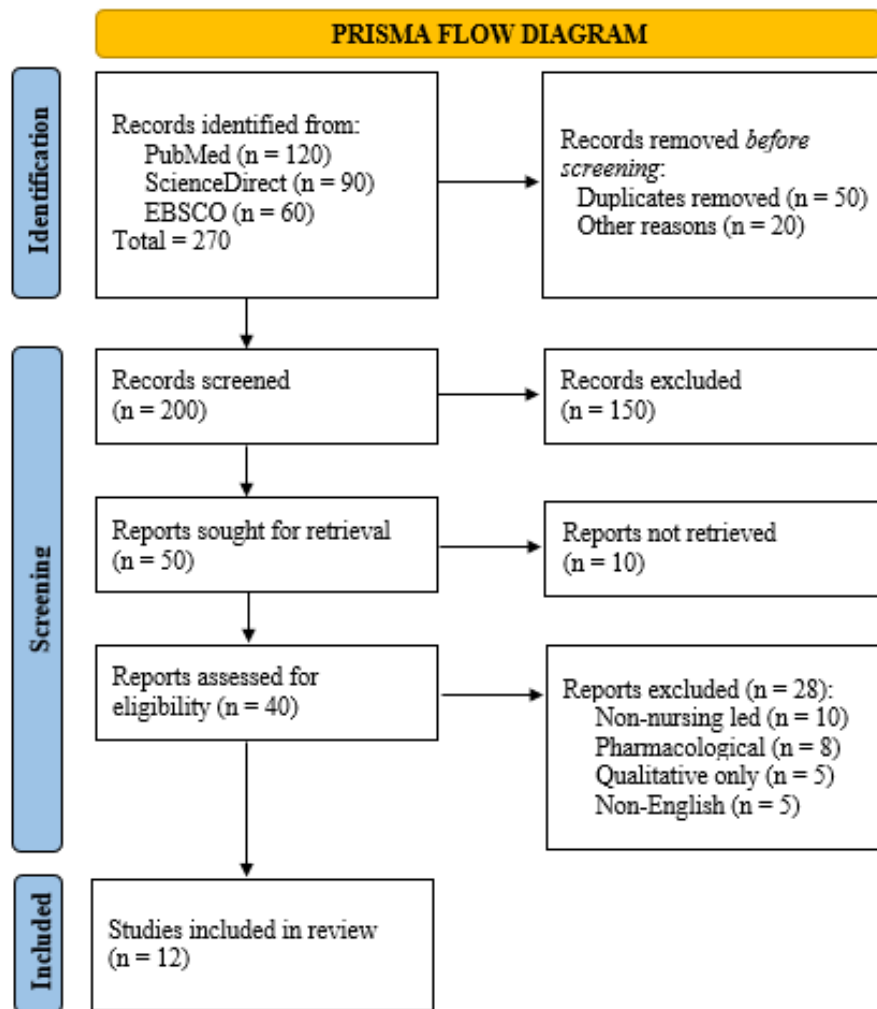 PRISMA FLOW DIAGRAM
Identification
Records identified from:
PubMed (n = 120)
ScienceDirect (n = 90)
EBSCO (n = 60)
Total = 270
Records removed before
screening:
Duplicates removed (n = 50)
Other reasons (n = 20)
Screening
Records screened
(n = 200)
Records excluded
(n = 150)
Reports sought for retrieval
(n = 50)
Reports not retrieved
(n = 10)
Reports assessed for
eligibility (n = 40)
Reports excluded (n = 28):
Non-nursing led (n = 10)
Pharmacological (n = 8)
Qualitative only (n = 5)
Non-English (n = 5)
Included
Studies included in review
(n = 12)